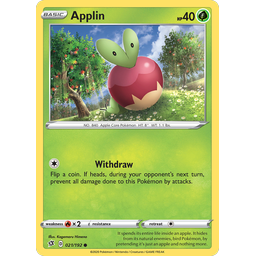 BASIC Applin HP40
NO. 840 Apple Core Pokémon HT: 8" WT: 1.1 lbs.
Withdraw
Flip a coin. If heads, during your opponent's next turn,
prevent all damage done to this Pokémon by attacks.
weakness ×2 resistance retreat
Illus. Kagemaru Himeno
021/192
It spends its entire life inside an apple. It hides
from its natural enemies, bird Pokémon, by
pretending it's just an apple and nothing more.
©2020 Pokémon / Nintendo / Creatures / GAME FREAK